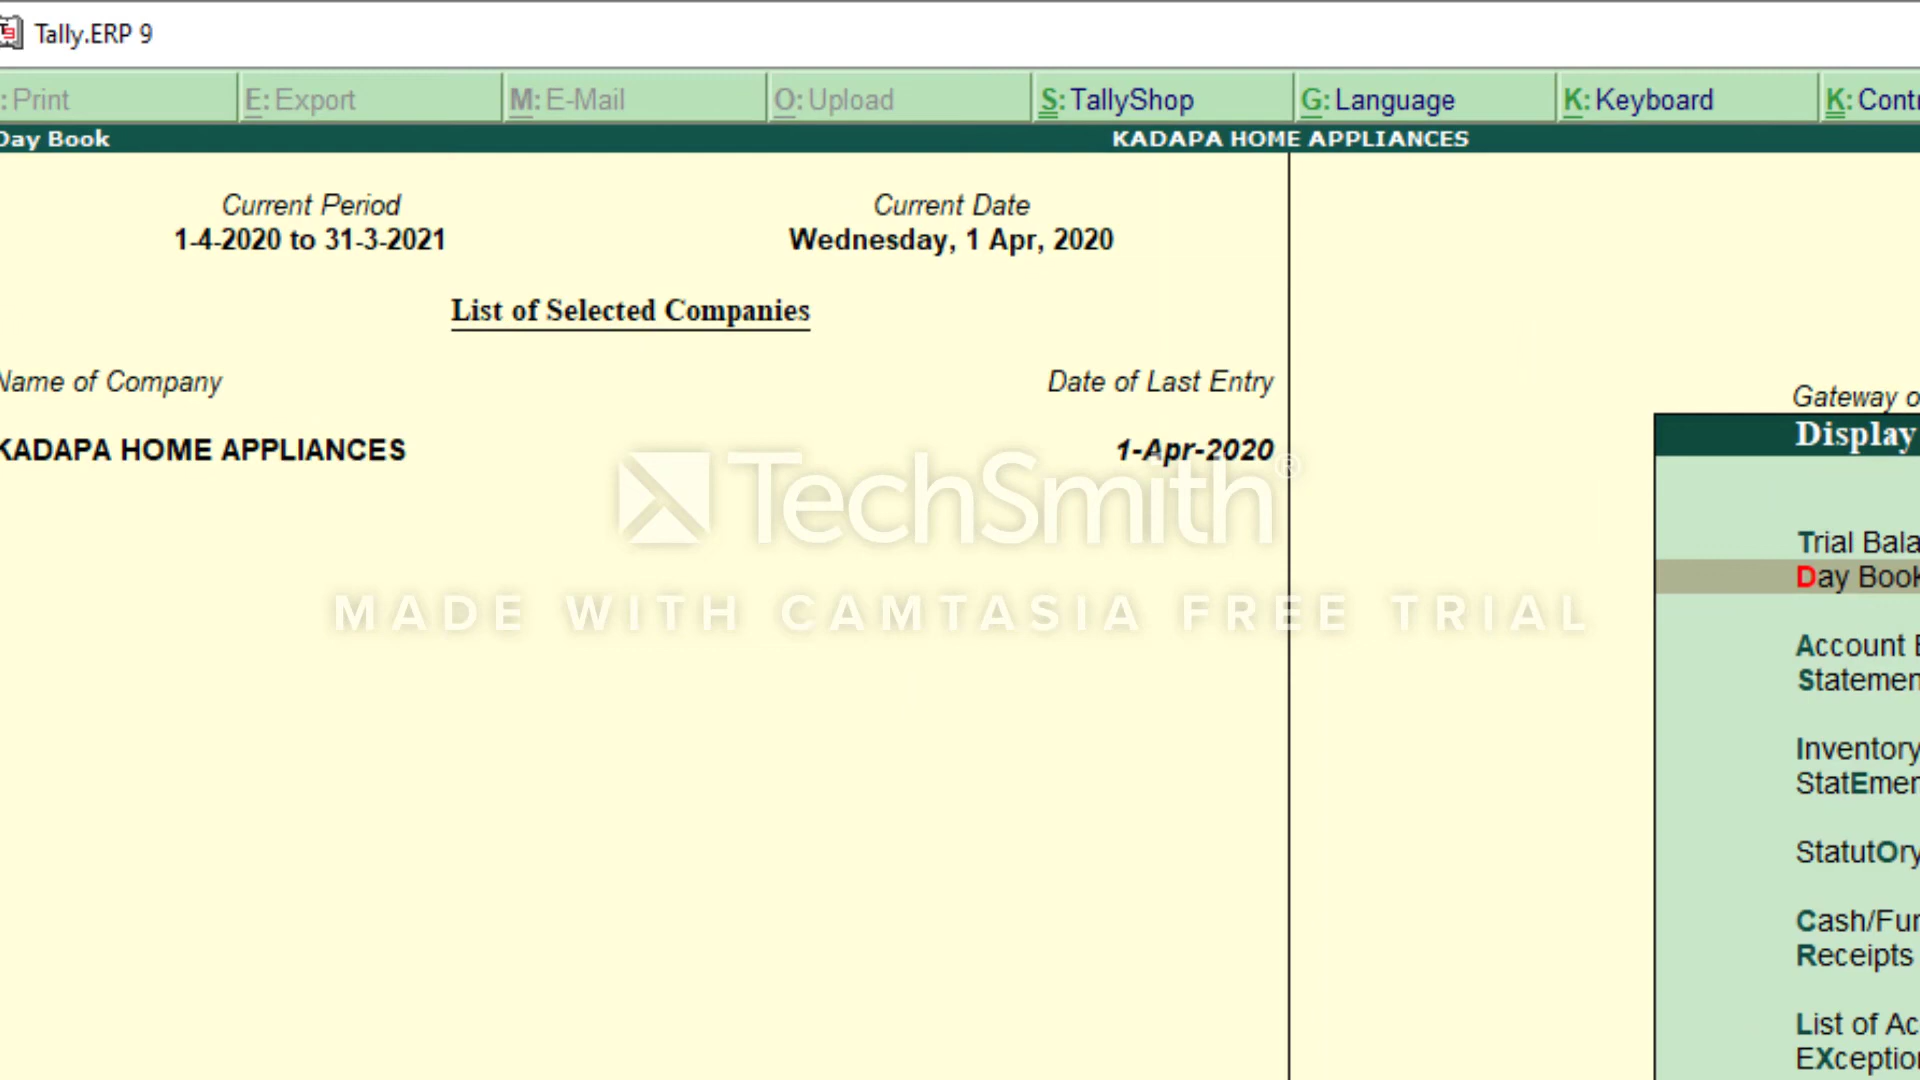 Tally.ERP 9
: Print E: Export M: E-Mail O: Upload S: TallyShop G: Language K: Keyboard K: Contr
Day Book KADAPA HOME APPLIANCES
Current Period Current Date
1-4-2020 to 31-3-2021 Wednesday, 1 Apr, 2020
List of Selected Companies
Name of Company Date of Last Entry
Gateway o
KADAPA HOME APPLIANCES 1-Apr-2020
Display
TechSmith®
MADE WITH CAMTASIA FREE TRIAL
Trial Bala
Day Book
Account B
Statemen
Inventory
StatEmen
StatutOry
Cash/Fun
Receipts
List of Ac
EXception